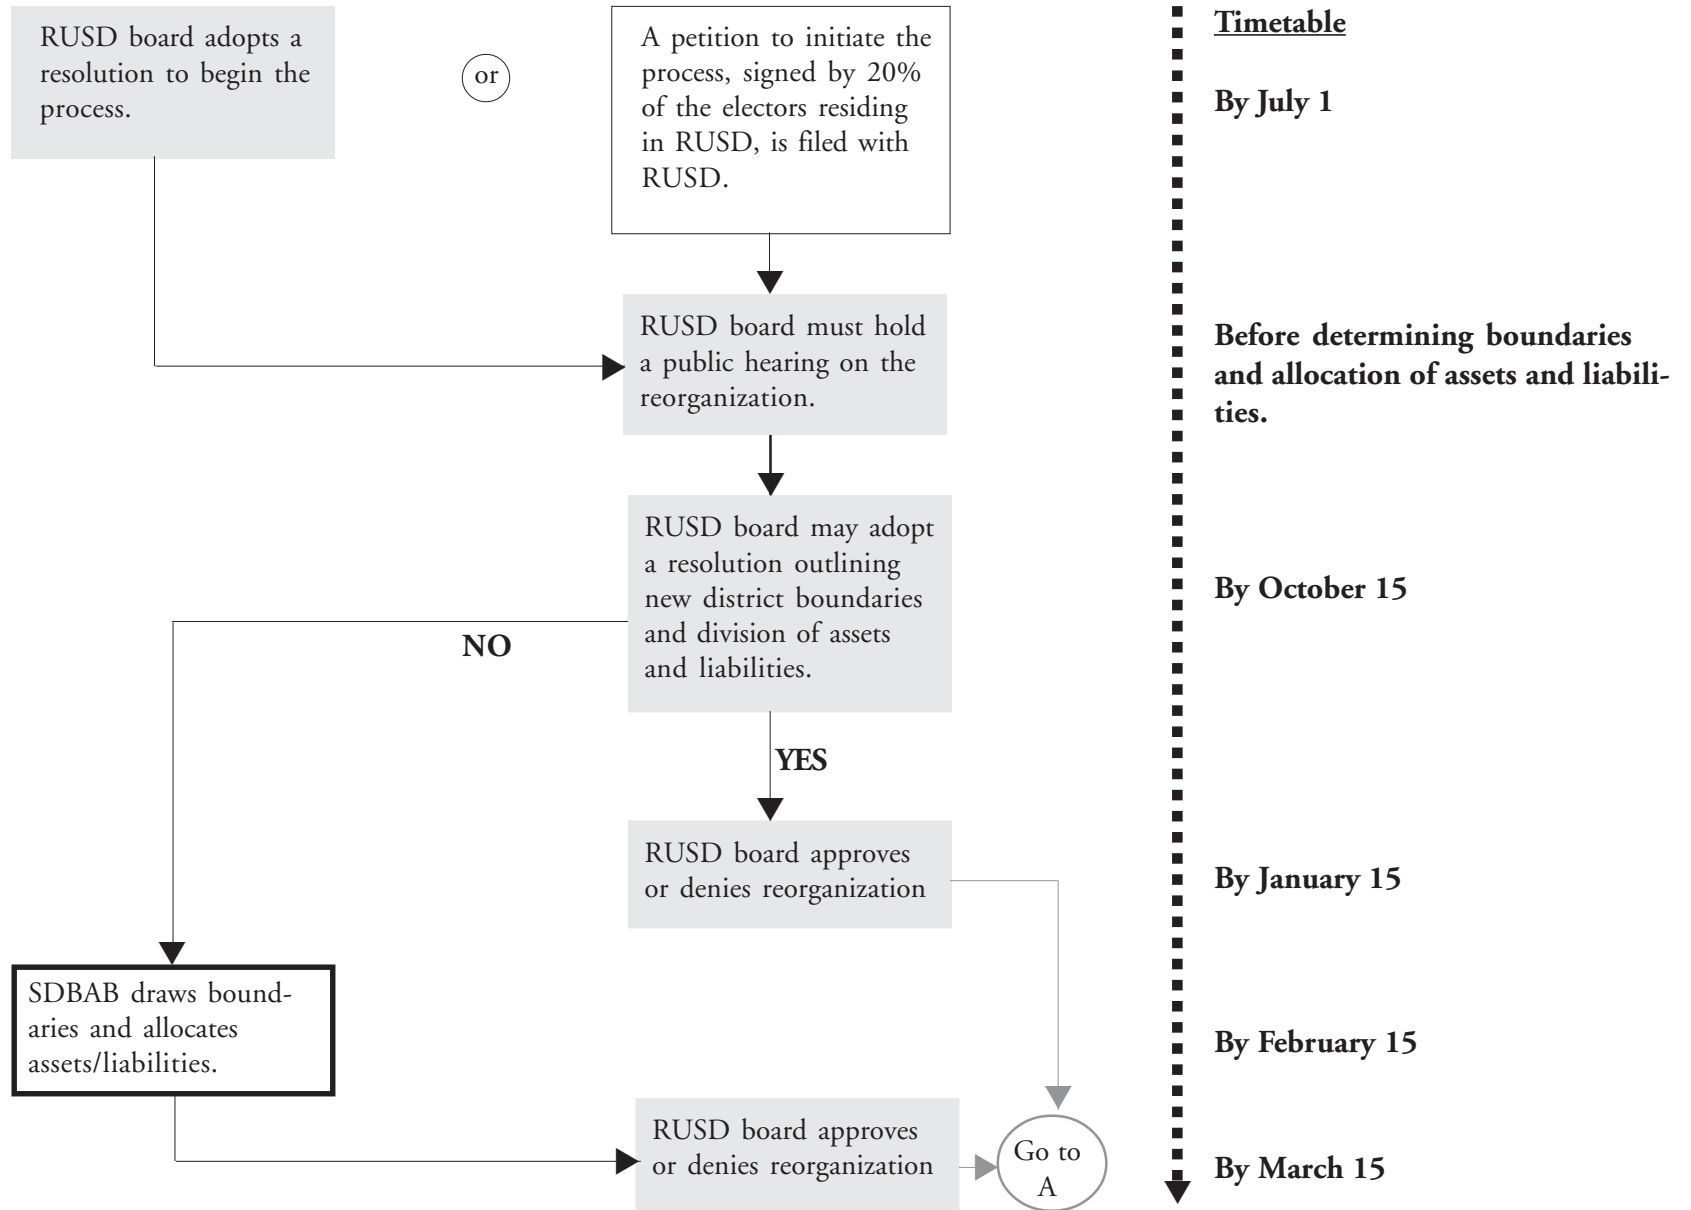 RUSD board adopts a
resolution to begin the
process.
or
A petition to initiate the
process, signed by 20%
of the electors residing
in RUSD, is filed with
RUSD.
Timetable
By July 1
RUSD board must hold
a public hearing on the
reorganization.
Before determining boundaries
and allocation of assets and liabili-
ties.
RUSD board may adopt
a resolution outlining
new district boundaries
and division of assets
and liabilities.
By October 15
NO
YES
RUSD board approves
or denies reorganization
By January 15
SDBAB draws bound-
aries and allocates
assets/liabilities.
By February 15
RUSD board approves
or denies reorganization
Go to
A
By March 15